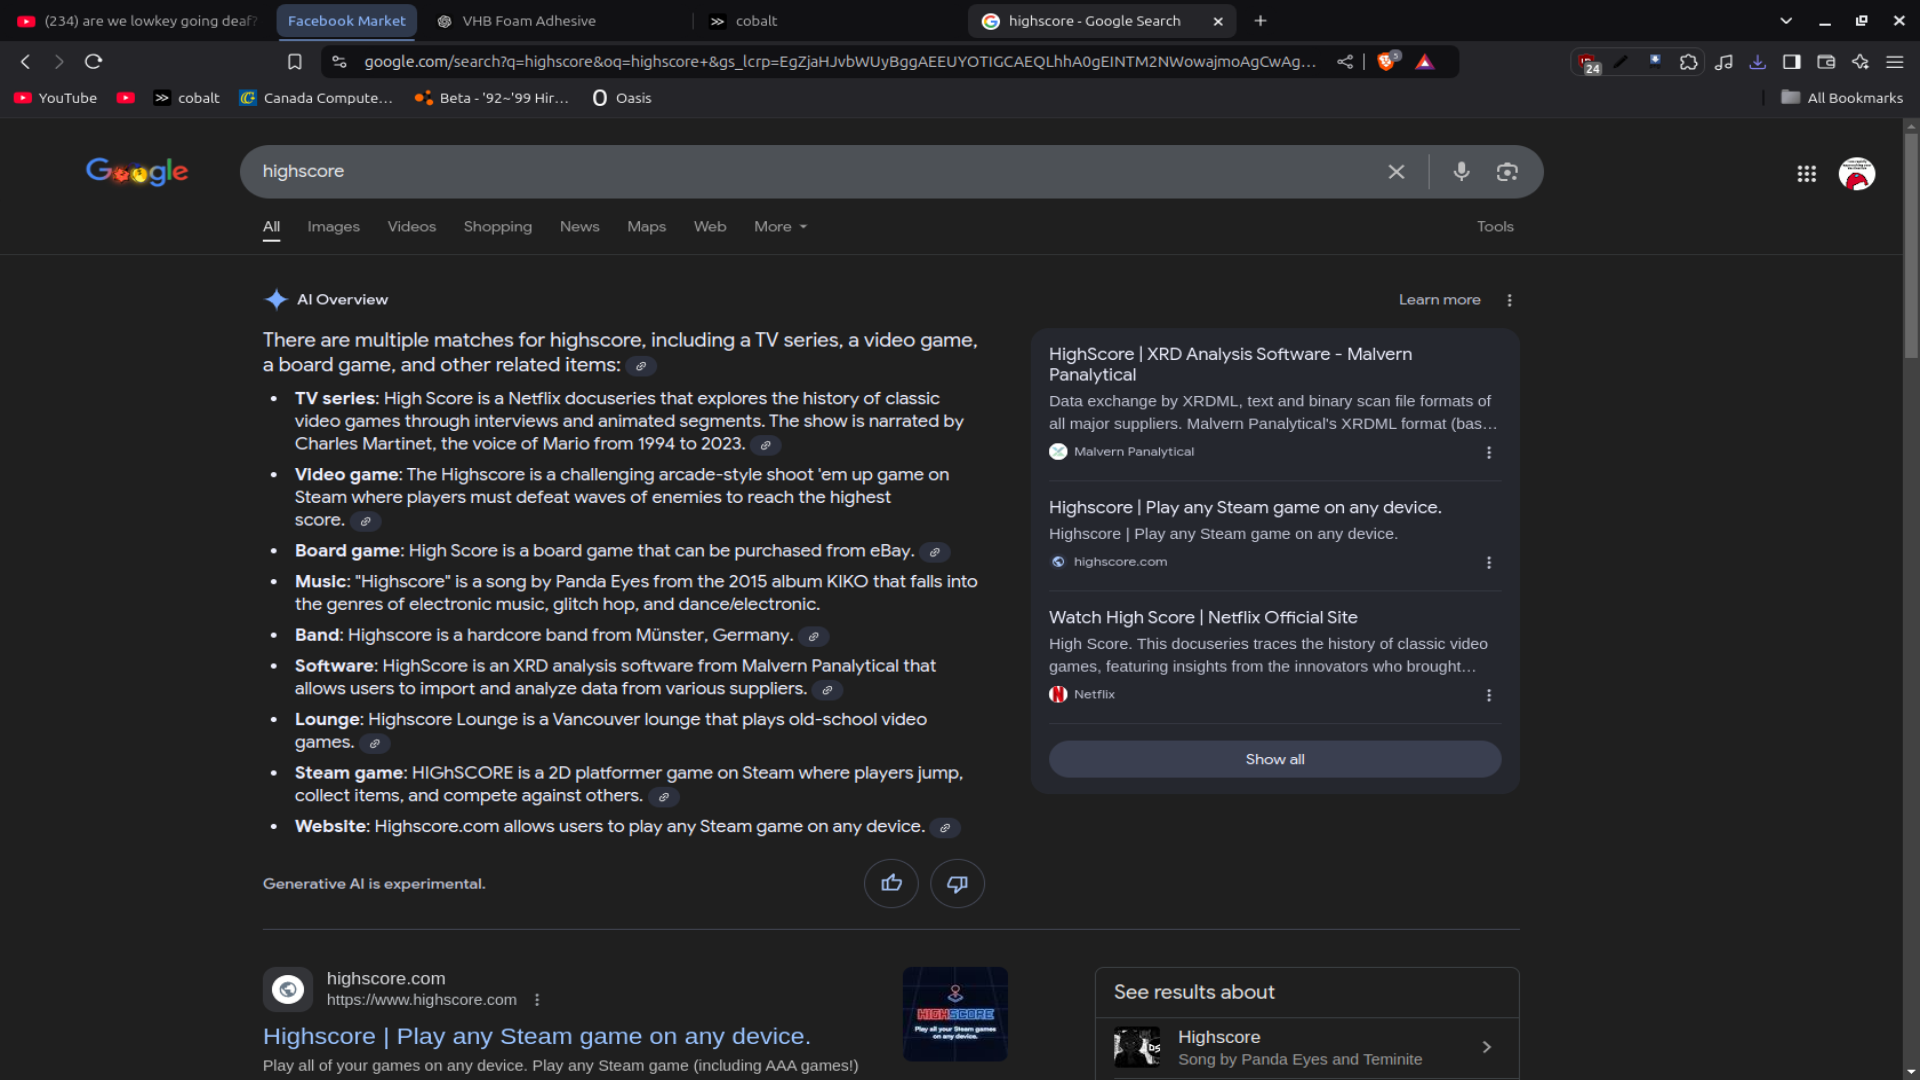 (234) are we lowkey going deaf?
Facebook Market
VHB Foam Adhesive
cobalt
highscore - Google Search
google.com/search?q=highscore&oq=highscore+&gs_lcrp=EgZjaHJvbWUyBggAEEUYOTIGCAEQLhhA0gEINTM2NWowajmoAgCwAg...
5
24
YouTube
cobalt
Canada Compute...
Beta - '92~'99 Hir...
Oasis
All Bookmarks
Google
highscore
All
Images
Videos
Shopping
News
Maps
Web
More
Tools
AI Overview
Learn more
There are multiple matches for highscore, including a TV series, a video game,
a board game, and other related items:
• TV series: High Score is a Netflix docuseries that explores the history of classic
video games through interviews and animated segments. The show is narrated by
Charles Martinet, the voice of Mario from 1994 to 2023.
• Video game: The Highscore is a challenging arcade-style shoot 'em up game on
Steam where players must defeat waves of enemies to reach the highest
score.
• Board game: High Score is a board game that can be purchased from eBay.
• Music: "Highscore" is a song by Panda Eyes from the 2015 album KIKO that falls into
the genres of electronic music, glitch hop, and dance/electronic.
• Band: Highscore is a hardcore band from Münster, Germany.
• Software: HighScore is an XRD analysis software from Malvern Panalytical that
allows users to import and analyze data from various suppliers.
• Lounge: Highscore Lounge is a Vancouver lounge that plays old-school video
games.
• Steam game: HIGhSCORE is a 2D platformer game on Steam where players jump,
collect items, and compete against others.
• Website: Highscore.com allows users to play any Steam game on any device.
Generative AI is experimental.
HighScore | XRD Analysis Software - Malvern
Panalytical
Data exchange by XRDML, text and binary scan file formats of
all major suppliers. Malvern Panalytical's XRDML format (bas...
Malvern Panalytical
Highscore | Play any Steam game on any device.
Highscore | Play any Steam game on any device.
highscore.com
Watch High Score | Netflix Official Site
High Score. This docuseries traces the history of classic video
games, featuring insights from the innovators who brought...
Netflix
Show all
highscore.com
https://www.highscore.com
Highscore | Play any Steam game on any device.
Play all of your games on any device. Play any Steam game (including AAA games!)
HIGHSCORE
Play all your Steam games
on any device.
See results about
Highscore
Song by Panda Eyes and Teminite